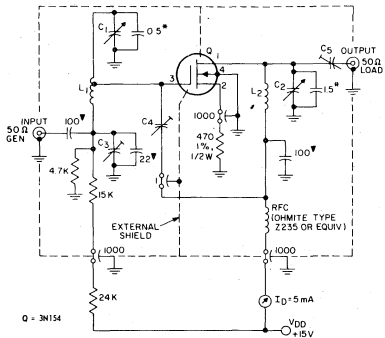 C1
0.5*
Q
1
C5
OUTPUT
50Ω
LOAD
3
4
2
L1
L2
C2
1.5*
INPUT
50Ω
GEN
100▼
C4
1000
C3
22▼
470
1%,
1/2W
100▼
4.7K
15K
1
EXTERNAL
SHIELD
RFC
(OHMITE TYPE
Z235 OR EQUIV)
1000
1000
24K
ID=5mA
Q = 3N154
VDD
+15V